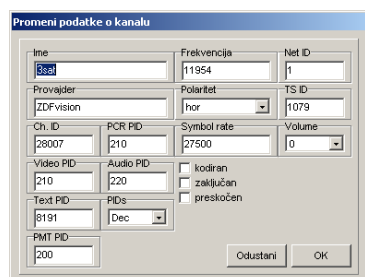 Promeni podatke o kanalu
Ime Frekvencija Net ID
3sat 11954 1
Provajder Polaritet TS ID
ZDFvision hor 1079
Ch. ID PCR PID Symbol rate Volume
28007 210 27500 0
Video PID Audio PID kodiran
210 220 zaključan
Text PID PIDs preskočen
8191 Dec
PMT PID
200 Odustani OK